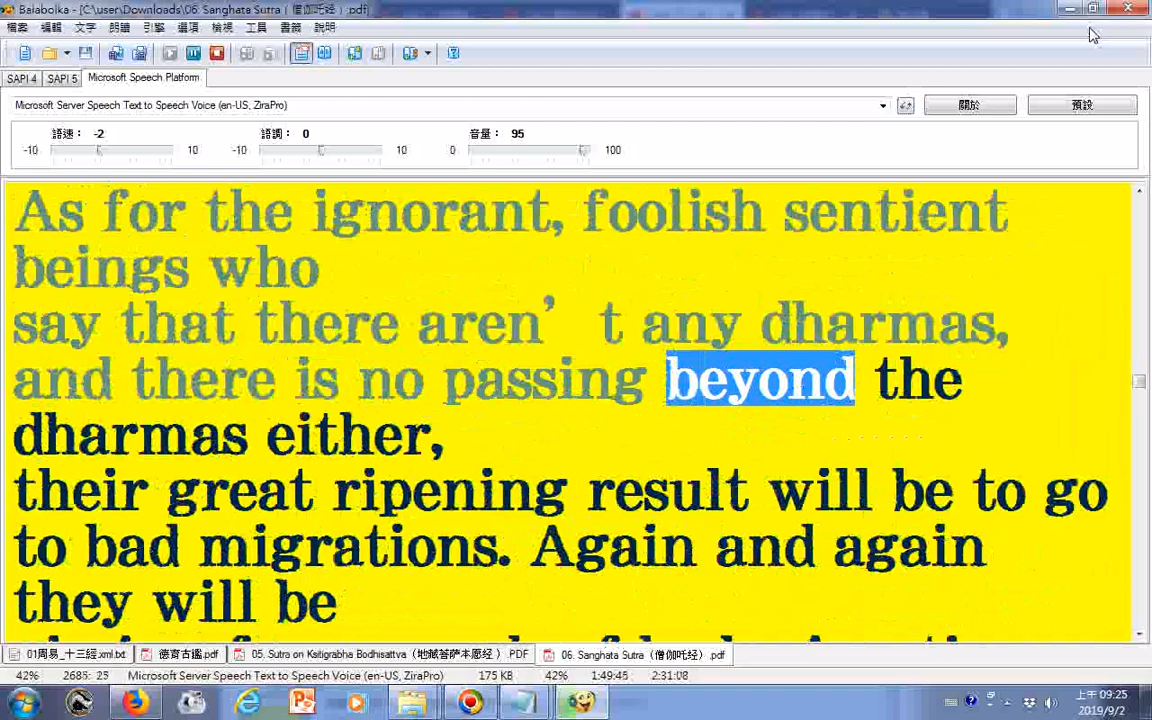 Balabolka - [C:\user\Downloads\06. Sanghata Sutra（僧伽吒经）.pdf]
檔案 編輯 文字 朗讀 引擎 選項 檢視 工具 書籤 說明
SAPI 4 SAPI 5 Microsoft Speech Platform
Microsoft Server Speech Text to Speech Voice (en-US, ZiraPro) 關於 預設
語速： -2 語調： 0 音量： 95
-10 10 -10 10 0 100
As for the ignorant, foolish sentient
beings who
say that there aren’t any dharmas,
and there is no passing beyond the
dharmas either,
their great ripening result will be to go
to bad migrations. Again and again
they will be
01周易_十三經.xml.txt 德育古鑑.pdf 05. Sutra on Ksitigrabha Bodhisattva（地藏菩萨本愿经）.PDF 06. Sanghata Sutra（僧伽吒经）.pdf
42% 2685: 25 Microsoft Server Speech Text to Speech Voice (en-US, ZiraPro) 175 KB 42% 1:49:45 2:31:08
上午 09:25
2019/9/2